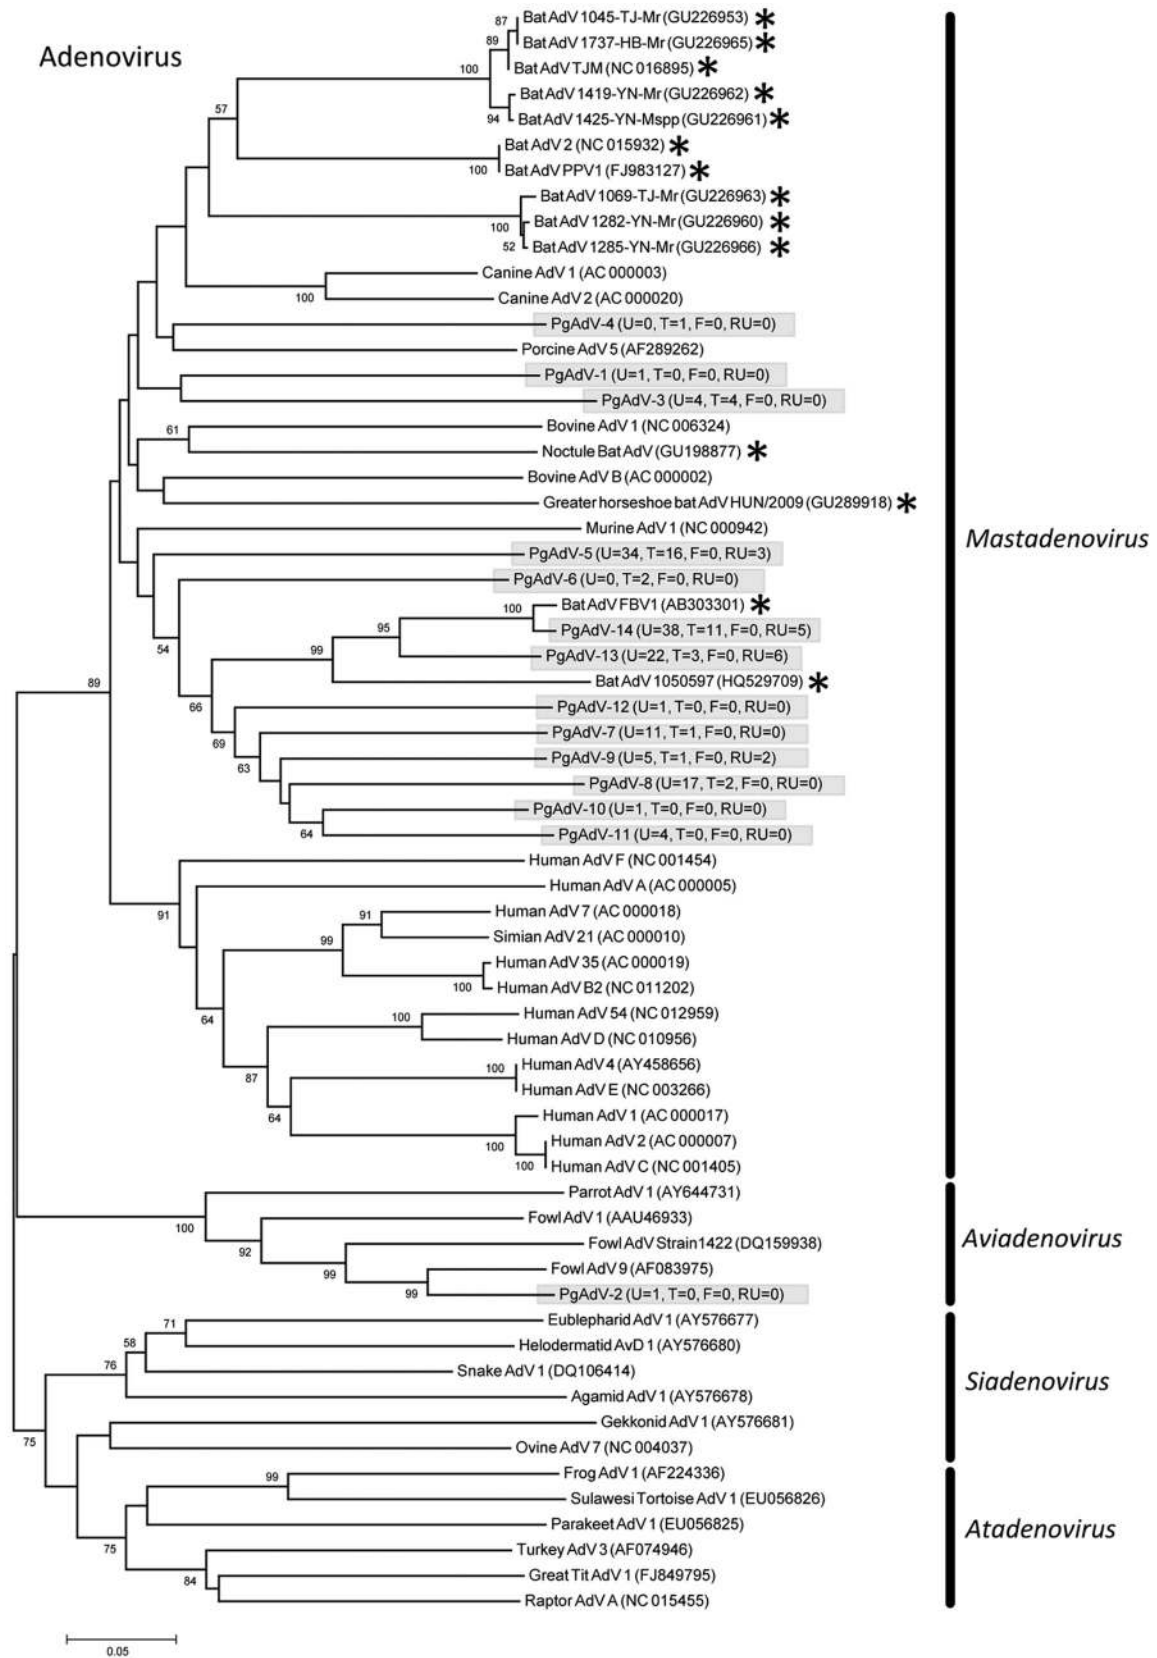 Adenovirus
87
Bat AdV 1045-TJ-Mr (GU226953) *
89
Bat AdV 1737-HB-Mr (GU226965) *
100
Bat AdV TJM (NC 016895) *
Bat AdV 1419-YN-Mr (GU226962) *
94
Bat AdV 1425-YN-Mspp (GU226961) *
57
Bat AdV 2 (NC 015932) *
100
Bat AdV PPV1 (FJ983127) *
Bat AdV 1069-TJ-Mr (GU226963) *
100
Bat AdV 1282-YN-Mr (GU226960) *
52
Bat AdV 1285-YN-Mr (GU226966) *
Canine AdV 1 (AC 000003)
100
Canine AdV 2 (AC 000020)
PgAdV-4 (U=0, T=1, F=0, RU=0)
Porcine AdV 5 (AF289262)
PgAdV-1 (U=1, T=0, F=0, RU=0)
PgAdV-3 (U=4, T=4, F=0, RU=0)
61
Bovine AdV 1 (NC 006324)
Noctule Bat AdV (GU198877) *
Bovine AdV B (AC 000002)
Greater horseshoe bat AdV HUN/2009 (GU289918) *
Murine AdV 1 (NC 000942)
Mastadenovirus
PgAdV-5 (U=34, T=16, F=0, RU=3)
PgAdV-6 (U=0, T=2, F=0, RU=0)
100
Bat AdV FBV1 (AB303301) *
95
PgAdV-14 (U=38, T=11, F=0, RU=5)
54
99
PgAdV-13 (U=22, T=3, F=0, RU=6)
89
Bat AdV 1050597 (HQ529709) *
66
PgAdV-12 (U=1, T=0, F=0, RU=0)
69
PgAdV-7 (U=11, T=1, F=0, RU=0)
63
PgAdV-9 (U=5, T=1, F=0, RU=2)
PgAdV-8 (U=17, T=2, F=0, RU=0)
PgAdV-10 (U=1, T=0, F=0, RU=0)
64
PgAdV-11 (U=4, T=0, F=0, RU=0)
Human AdV F (NC 001454)
Human AdV A (AC 000005)
91
91
Human AdV 7 (AC 000018)
99
Simian AdV 21 (AC 000010)
Human AdV 35 (AC 000019)
100
Human AdV B2 (NC 011202)
64
100
Human AdV 54 (NC 012959)
Human AdV D (NC 010956)
100
Human AdV 4 (AY458656)
87
Human AdV E (NC 003266)
64
Human AdV 1 (AC 000017)
100
Human AdV 2 (AC 000007)
100
Human AdV C (NC 001405)
Parrot AdV 1 (AY644731)
100
Fowl AdV 1 (AAU46933)
Aviadenovirus
92
Fowl AdV Strain1422 (DQ159938)
99
Fowl AdV 9 (AF083975)
99
PgAdV-2 (U=1, T=0, F=0, RU=0)
71
Eublepharid AdV 1 (AY576677)
58
Helodermatid AvD 1 (AY576680)
76
Snake AdV 1 (DQ106414)
Siadenovirus
Agamid AdV 1 (AY576678)
Gekkonid AdV 1 (AY576681)
75
Ovine AdV 7 (NC 004037)
99
Frog AdV 1 (AF224336)
Sulawesi Tortoise AdV 1 (EU056826)
Parakeet AdV 1 (EU056825)
Atadenovirus
75
Turkey AdV 3 (AF074946)
84
Great Tit AdV 1 (FJ849795)
Raptor AdV A (NC 015455)
0.05